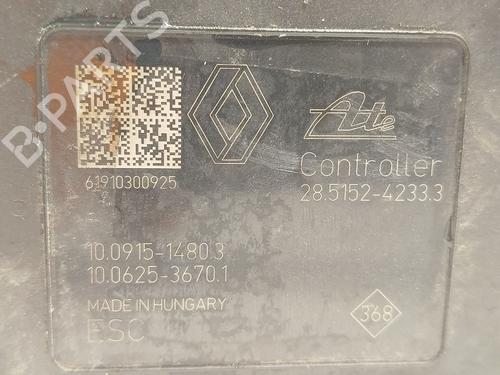 B-PARTS
Ate
61910300925
Controller
28.5152-4233.3
10.0915-1480.3
10.0625-3670.1
MADE IN HUNGARY
ESC
368